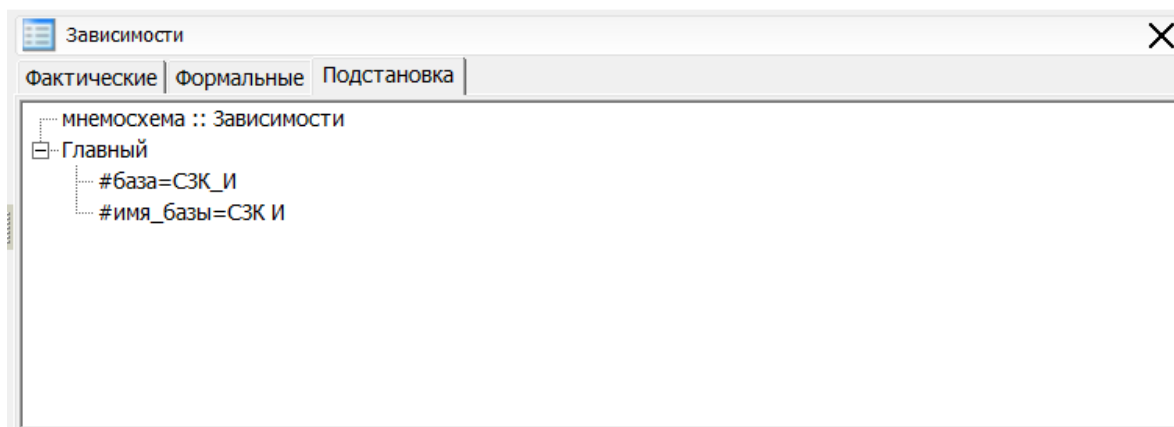 Зависимости
Фактические Формальные Подстановка
мнемосхема :: Зависимости
Главный
#база=СЗК_И
#имя_базы=СЗК И